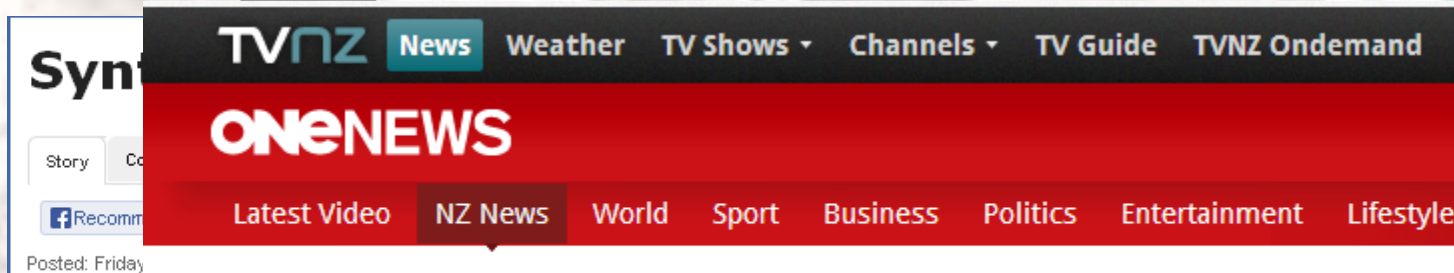 TVNZ News Weather TV Shows Channels TV Guide TVNZ Ondemand
ONENEWS
Latest Video NZ News World Sport Business Politics Entertainment Lifestyle
Synt
Story Co
Recomm
Posted: Friday